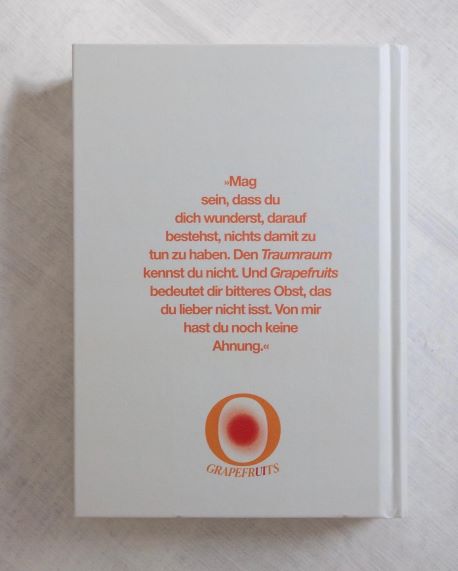 »Mag
sein, dass du
dich wunderst, darauf
bestehst, nichts damit zu
tun zu haben. Den Traumraum
kennst du nicht. Und Grapefruits
bedeutet dir bitteres Obst, das
du lieber nicht isst. Von mir
hast du noch keine
Ahnung.«
O
GRAPEFRUITS